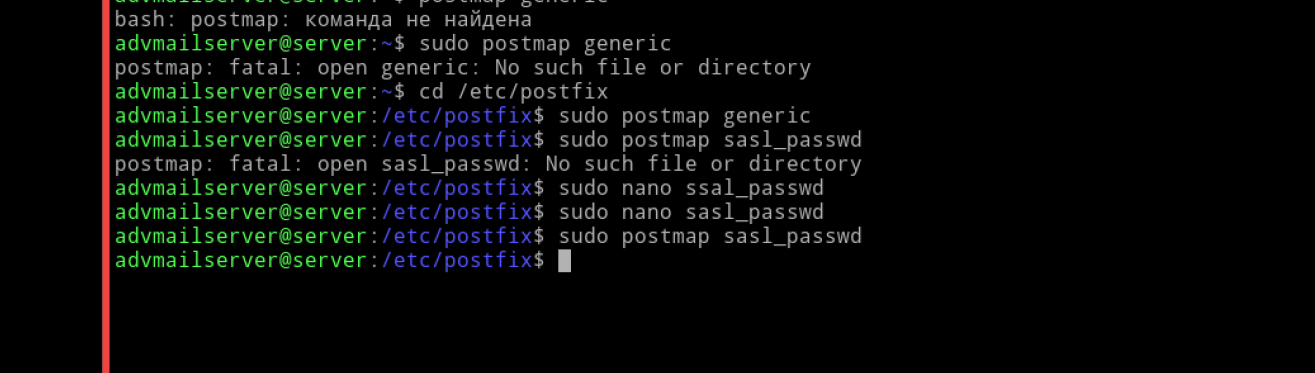 postmap generic
bash: postmap: команда не найдена
advmailserver@server:~$ sudo postmap generic
postmap: fatal: open generic: No such file or directory
advmailserver@server:~$ cd /etc/postfix
advmailserver@server:/etc/postfix$ sudo postmap generic
advmailserver@server:/etc/postfix$ sudo postmap sasl_passwd
postmap: fatal: open sasl_passwd: No such file or directory
advmailserver@server:/etc/postfix$ sudo nano ssal_passwd
advmailserver@server:/etc/postfix$ sudo nano sasl_passwd
advmailserver@server:/etc/postfix$ sudo postmap sasl_passwd
advmailserver@server:/etc/postfix$